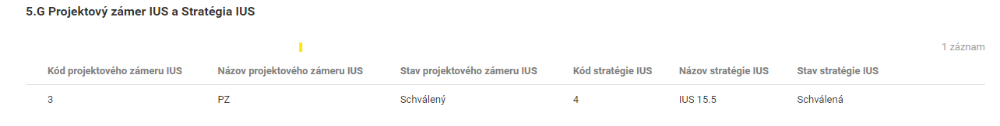 5.G Projektový zámer IUS a Stratégia IUS
1 záznam
Kód projektového zámeru IUS Názov projektového zámeru IUS Stav projektového zámeru IUS Kód stratégie IUS Názov stratégie IUS Stav stratégie IUS
3 PZ Schválený 4 IUS 15.5 Schválená